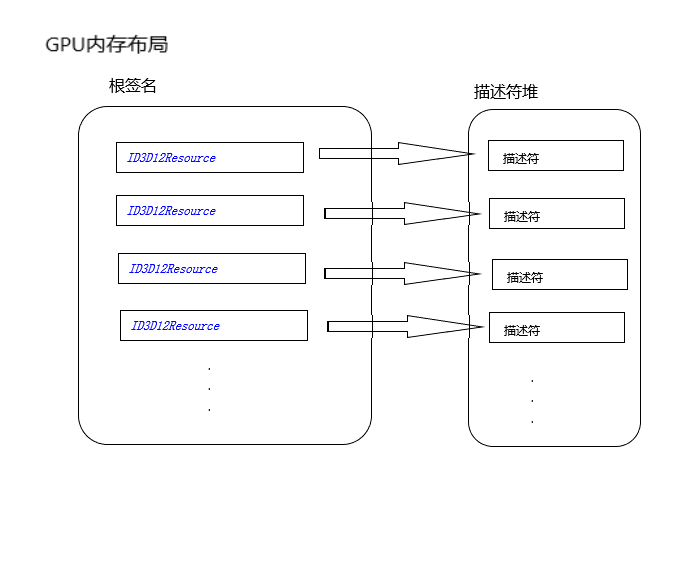 GPU内存布局
根签名
描述符堆
ID3D12Resource
描述符
ID3D12Resource
描述符
ID3D12Resource
描述符
ID3D12Resource
描述符
.
.
.
.
.
.